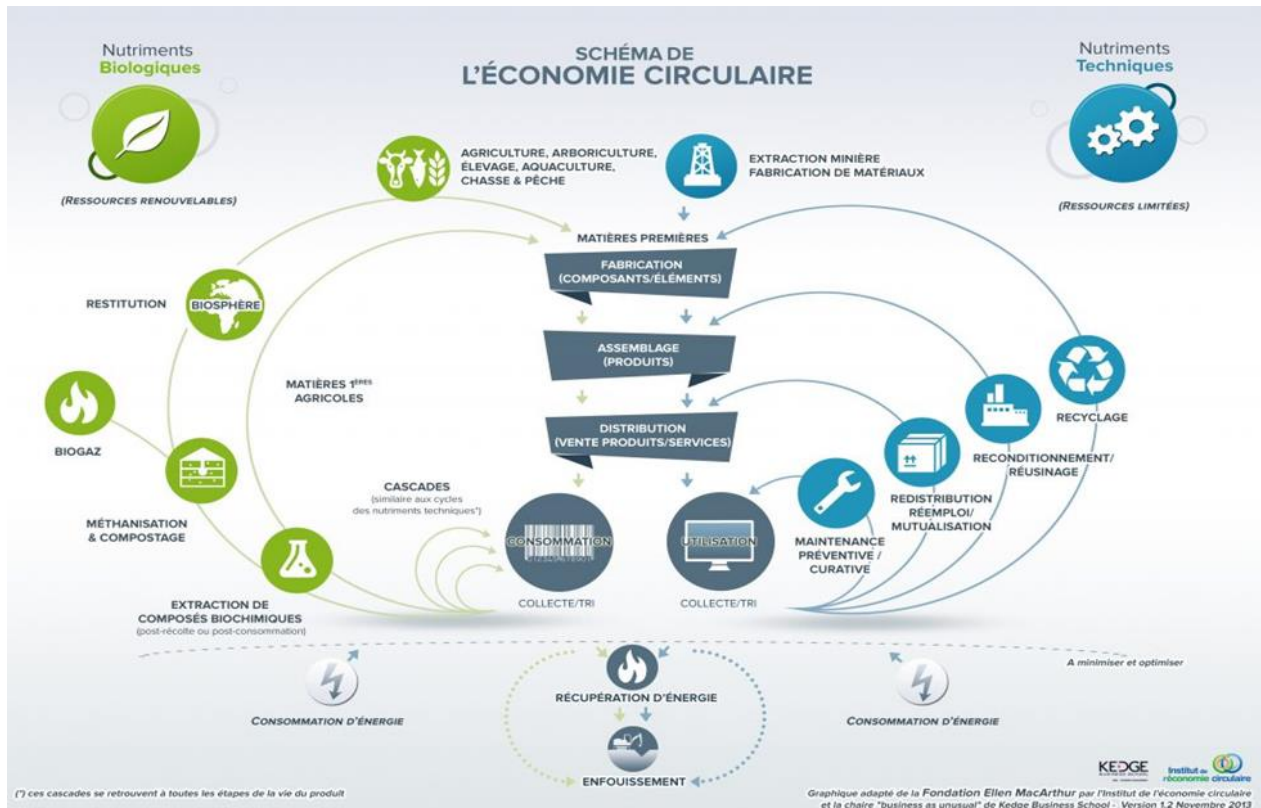 SCHÉMA DE
L'ÉCONOMIE CIRCULAIRE
Nutriments
Biologiques
(RESSOURCES RENOUVELABLES)
Nutriments
Techniques
(RESSOURCES LIMITÉES)
AGRICULTURE, ARBORICULTURE,
ÉLEVAGE, AQUACULTURE,
CHASSE & PÊCHE
EXTRACTION MINIÈRE
FABRICATION DE MATÉRIAUX
MATIÈRES PREMIÈRES
FABRICATION
(COMPOSANTS/ÉLÉMENTS)
ASSEMBLAGE
(PRODUITS)
DISTRIBUTION
(VENTE PRODUITS/SERVICES)
RESTITUTION
BIOSPHÈRE
MATIÈRES 1ÈRES
AGRICOLES
BIOGAZ
MÉTHANISATION
& COMPOSTAGE
EXTRACTION DE
COMPOSÉS BIOCHIMIQUES
(post-récolte ou post-consommation)
CASCADES
(similaire aux cycles
des nutriments techniques*)
CONSOMMATION
COLLECTE/TRI
UTILISATION
COLLECTE/TRI
MAINTENANCE
PRÉVENTIVE /
CURATIVE
REDISTRIBUTION
RÉEMPLOI/
MUTUALISATION
RECONDITIONNEMENT/
RÉUSINAGE
RECYCLAGE
A minimiser et optimiser
CONSOMMATION D'ÉNERGIE
RÉCUPÉRATION D'ÉNERGIE
CONSOMMATION D'ÉNERGIE
ENFOUISSEMENT
(*) ces cascades se retrouvent à toutes les étapes de la vie du produit
KEDGE
Institut de
l'économie circulaire
Graphique adapté de la Fondation Ellen MacArthur par l'Institut de l'économie circulaire
et la chaire "business as unusual" de Kedge Business School - Version 1.2 Novembre 2013